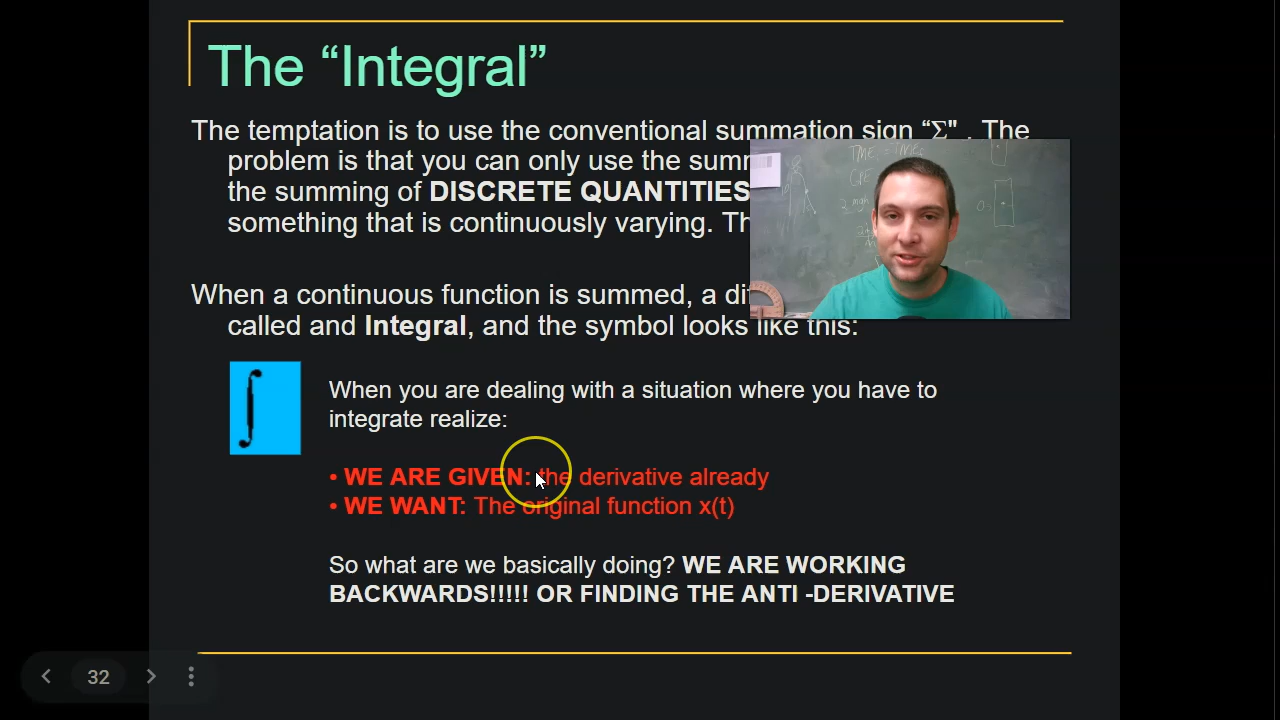 The “Integral”
The temptation is to use the conventional summation sign “Σ" . The
problem is that you can only use the
the summing of DISCRETE QUANTITIES
something that is continuously varying.
When a continuous function is summed, a
called and Integral, and the symbol looks like this:
∫
When you are dealing with a situation where you have to
integrate realize:
• WE ARE GIVEN: the derivative already
• WE WANT: The original function x(t)
So what are we basically doing? WE ARE WORKING
BACKWARDS!!!!! OR FINDING THE ANTI -DERIVATIVE
32